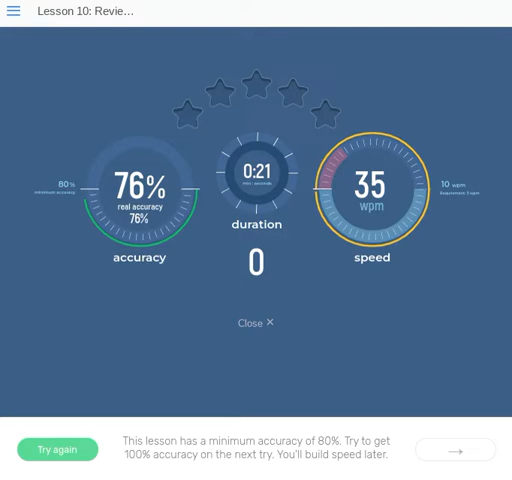 Lesson 10: Revie...
80%
minimum accuracy
76%
real accuracy
76%
accuracy
0:21
min : seconds
duration
0
35
wpm
speed
10 wpm
Requirement: 5 wpm
Close ×
Try again
This lesson has a minimum accuracy of 80%. Try to get
100% accuracy on the next try. You'll build speed later.
→